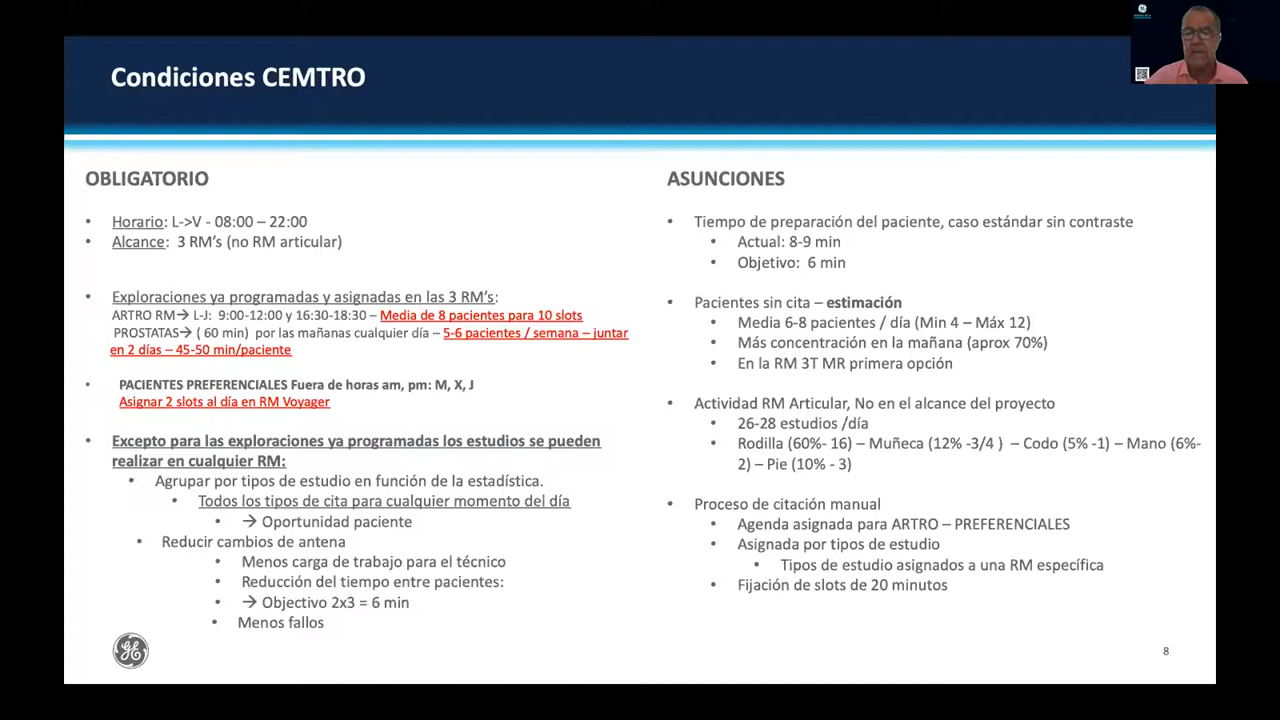 Condiciones CEMTRO
OBLIGATORIO
• Horario: L->V - 08:00 – 22:00
• Alcance: 3 RM’s (no RM articular)
• Exploraciones ya programadas y asignadas en las 3 RM’s:
ARTRO RM→ L-J: 9:00-12:00 y 16:30-18:30 – Media de 8 pacientes para 10 slots
PROSTATAS→ ( 60 min) por las mañanas cualquier día – 5-6 pacientes / semana – juntar
en 2 días – 45-50 min/paciente
• PACIENTES PREFERENCIALES Fuera de horas am, pm: M, X, J
Asignar 2 slots al día en RM Voyager
• Excepto para las exploraciones ya programadas los estudios se pueden
realizar en cualquier RM:
• Agrupar por tipos de estudio en función de la estadística.
• Todos los tipos de cita para cualquier momento del día
• → Oportunidad paciente
• Reducir cambios de antena
• Menos carga de trabajo para el técnico
• Reducción del tiempo entre pacientes:
• → Objectivo 2x3 = 6 min
• Menos fallos
ASUNCIONES
• Tiempo de preparación del paciente, caso estándar sin contraste
• Actual: 8-9 min
• Objetivo: 6 min
• Pacientes sin cita – estimación
• Media 6-8 pacientes / día (Min 4 – Máx 12)
• Más concentración en la mañana (aprox 70%)
• En la RM 3T MR primera opción
• Actividad RM Articular, No en el alcance del proyecto
• 26-28 estudios /día
• Rodilla (60%- 16) – Muñeca (12% -3/4 ) – Codo (5% -1) – Mano (6%-
2) – Pie (10% - 3)
• Proceso de citación manual
• Agenda asignada para ARTRO – PREFERENCIALES
• Asignada por tipos de estudio
• Tipos de estudio asignados a una RM específica
• Fijación de slots de 20 minutos
8